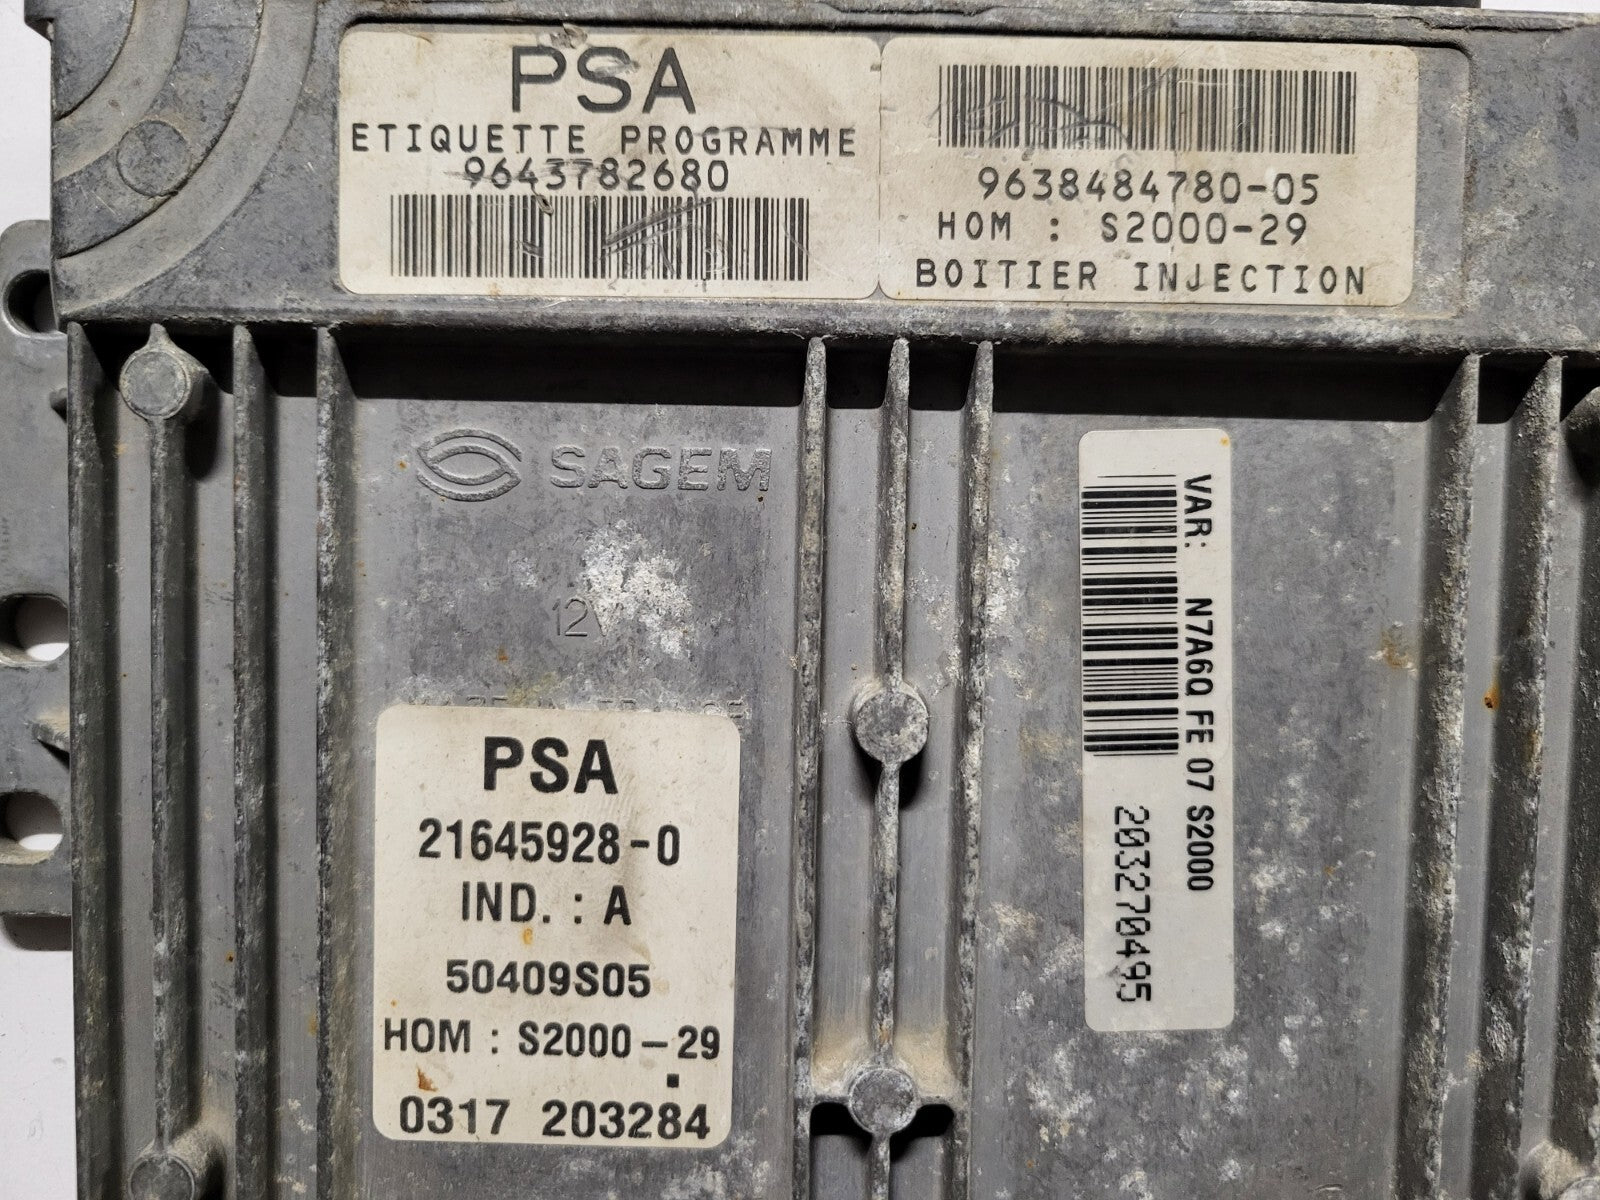 PSA
ETIQUETTE PROGRAMME
9643782680
9638484780-05
HOM : S2000-29
BOITIER INJECTION
SAGEM
12V
PSA
21645928-0
IND. : A
50409S05
HOM : S2000-29
0317 203284
VAR: N7A6Q FE 07 S2000
2032704495